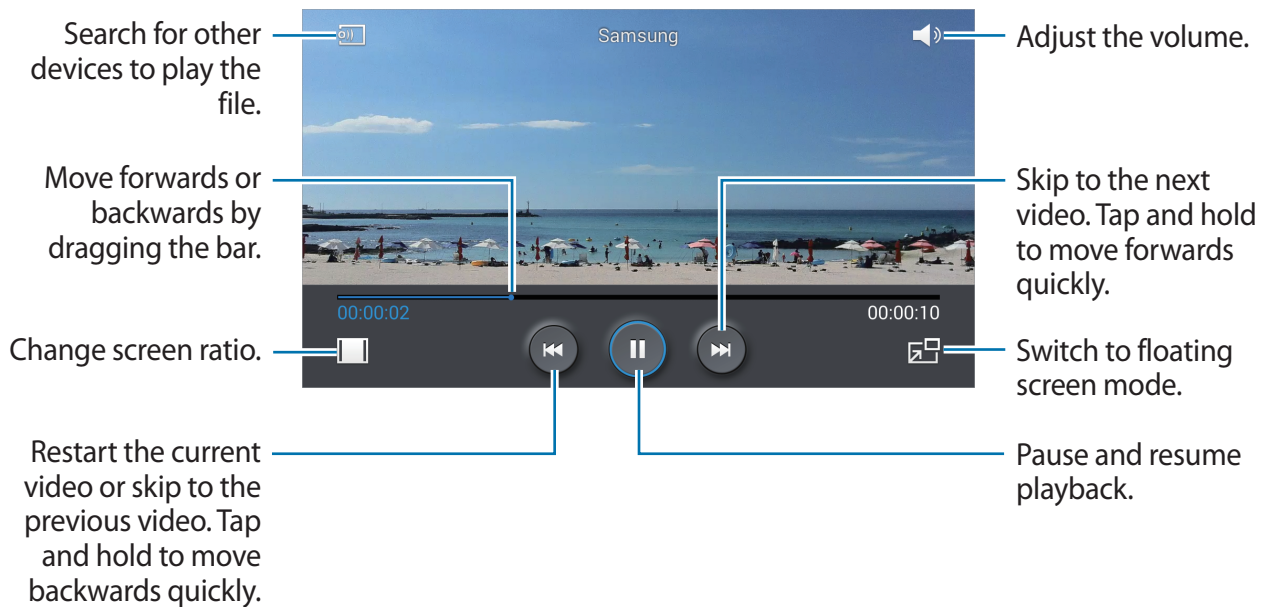 Search for other
devices to play the
file.
Samsung
Adjust the volume.
Move forwards or
backwards by
dragging the bar.
Skip to the next
video. Tap and hold
to move forwards
quickly.
00:00:02
00:00:10
Change screen ratio.
Switch to floating
screen mode.
Restart the current
video or skip to the
previous video. Tap
and hold to move
backwards quickly.
Pause and resume
playback.